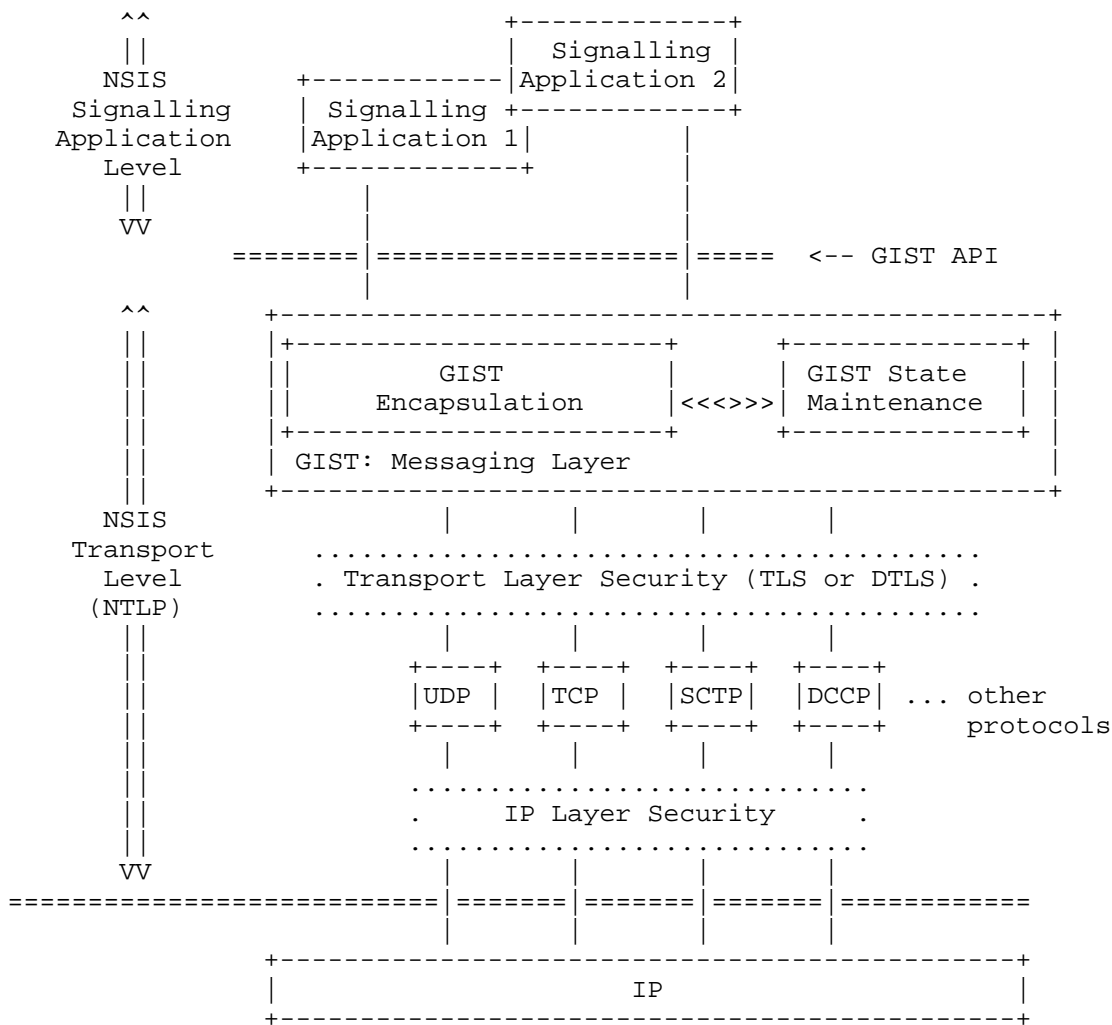 Signalling
NSIS Application 2
Signalling Signalling
Application Application 1
Level
<-- GIST API
GIST GIST State
Encapsulation <<<>>> Maintenance
GIST: Messaging Layer
NSIS
Transport
Level Transport Layer Security (TLS or DTLS)
(NTLP)
UDP TCP SCTP DCCP ... other
protocols
IP Layer Security
IP